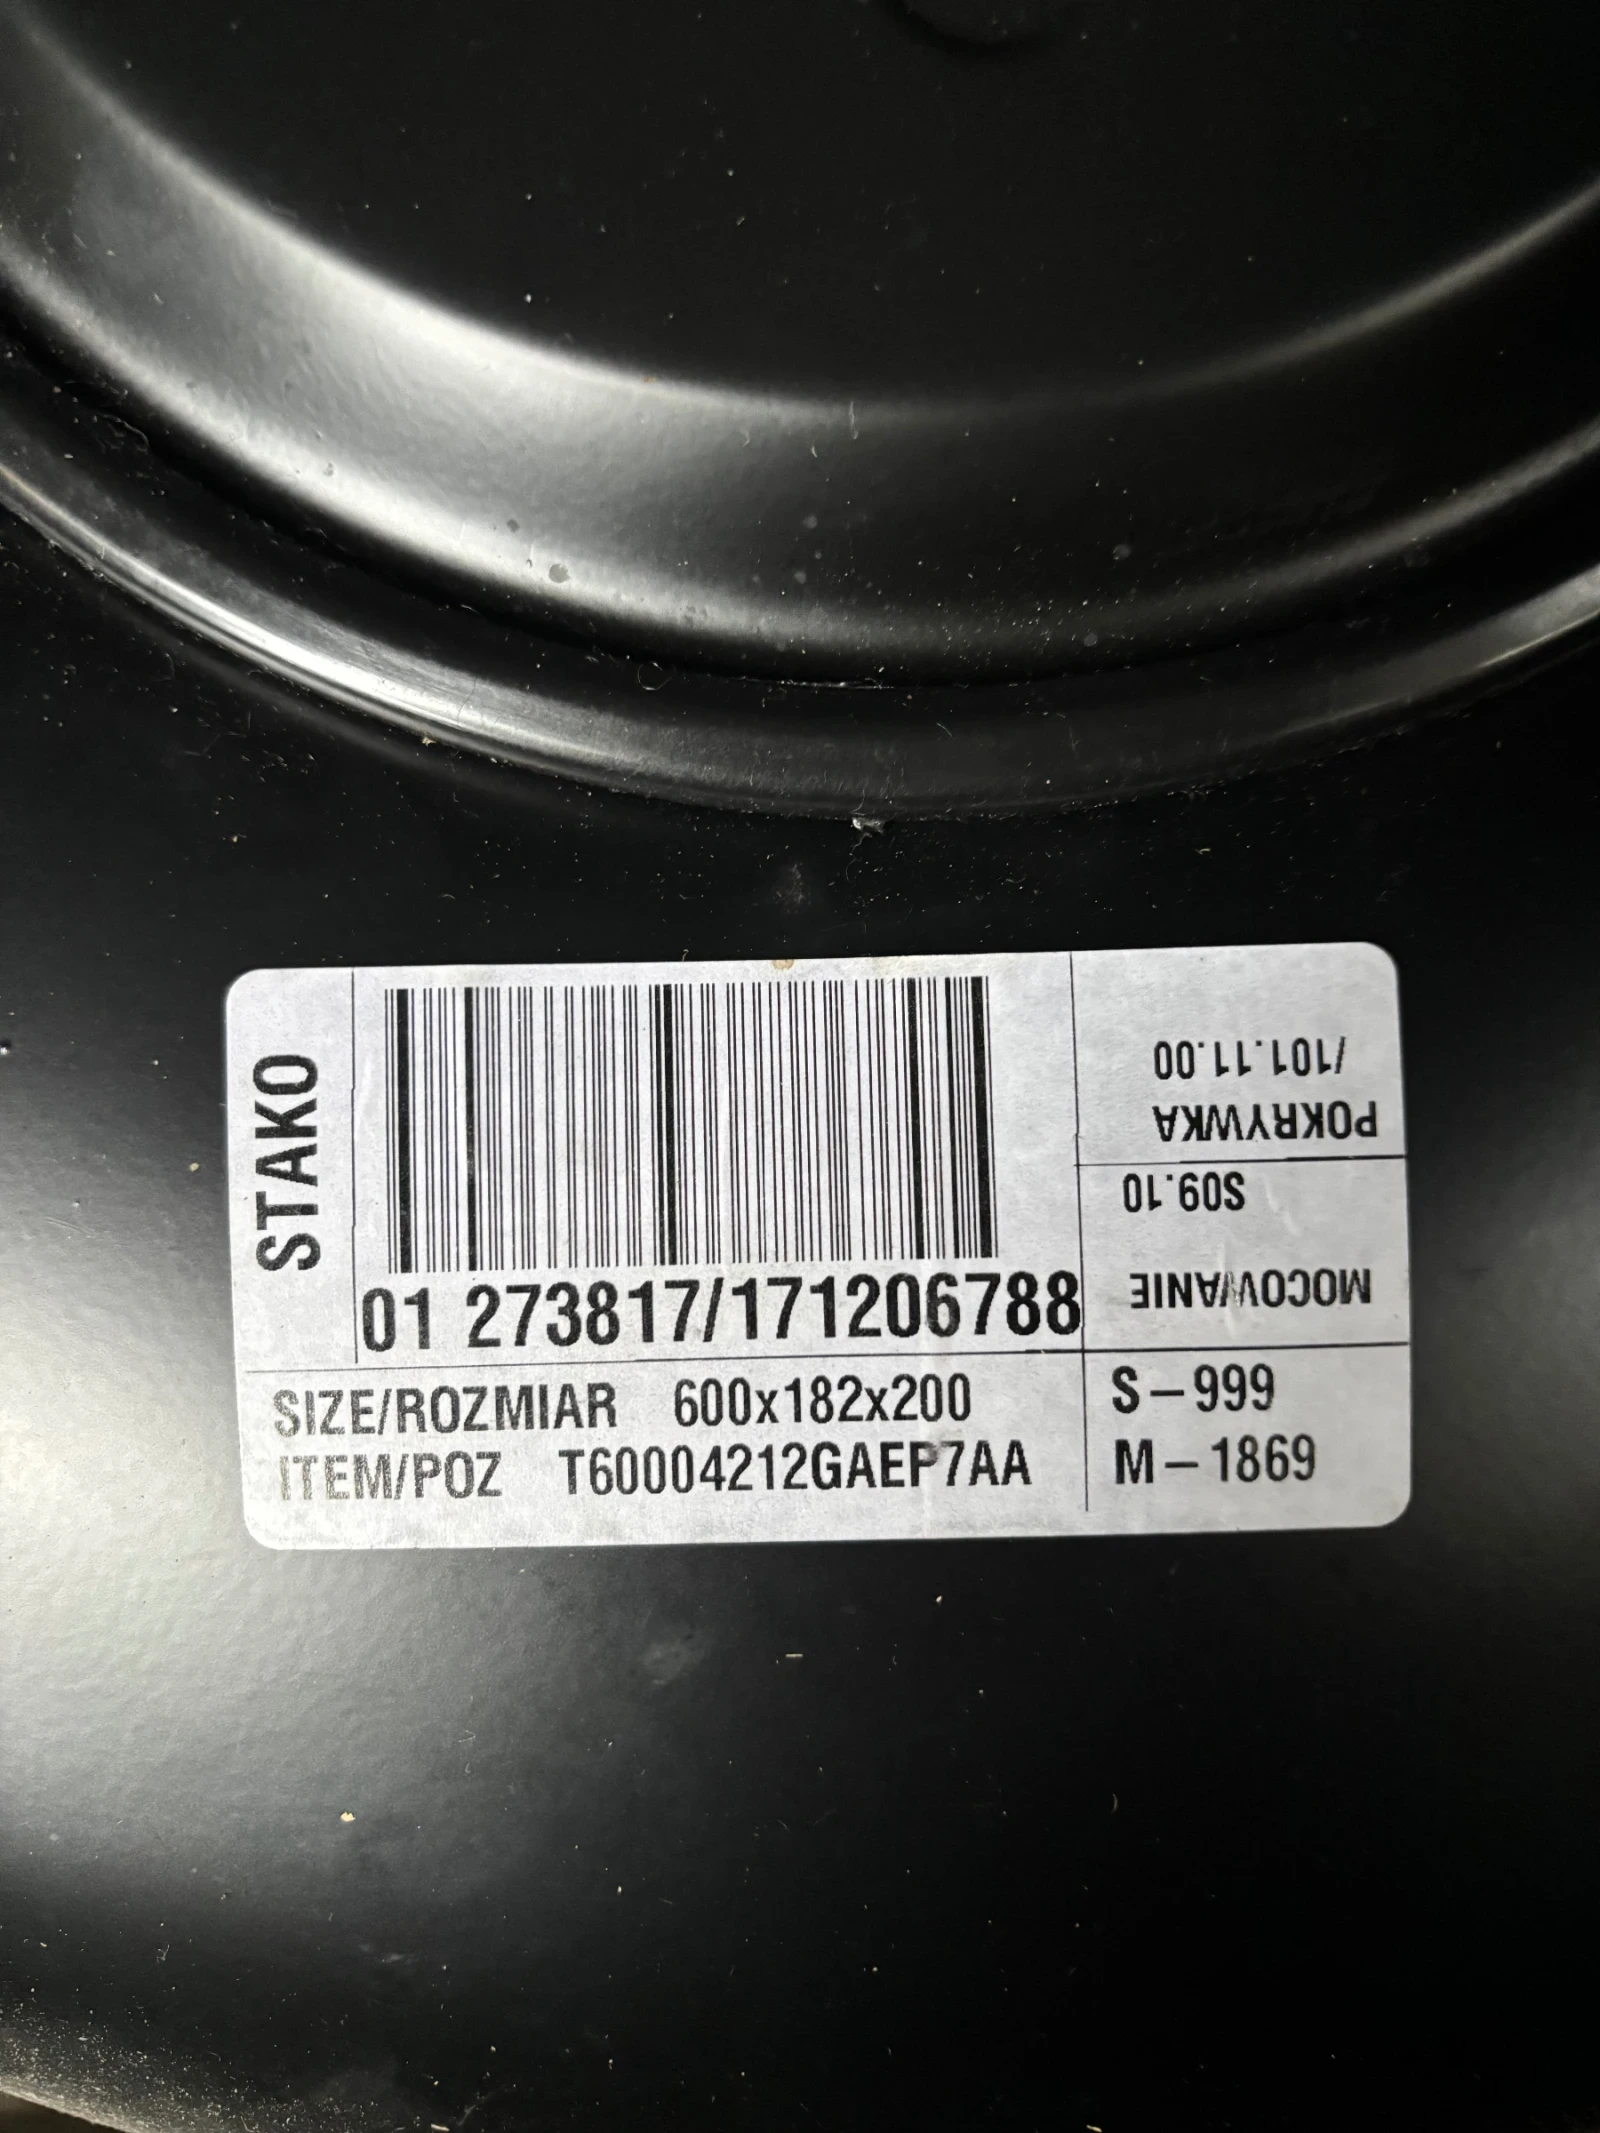 STAKO
01 273817/171206788
SIZE/ROZMIAR 600x182x200
ITEM/POZ T60004212GAEP7AA
S-999
M-1869
MOCOWANIE
S09.10
POKRYWKA
/101.11.00